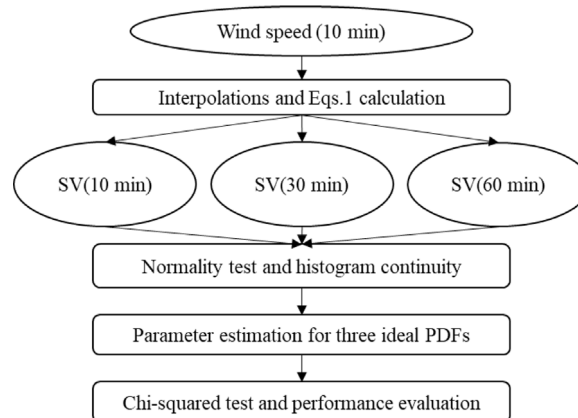 Wind speed (10 min)
Interpolations and Eqs.1 calculation
SV(10 min)
SV(30 min)
SV(60 min)
Normality test and histogram continuity
Parameter estimation for three ideal PDFs
Chi-squared test and performance evaluation